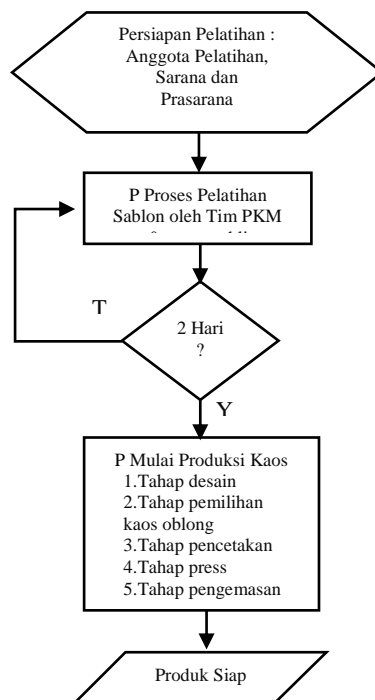 Persiapan Pelatihan :
Anggota Pelatihan,
Sarana dan
Prasarana
P Proses Pelatihan
Sablon oleh Tim PKM
T
2 Hari
?
Y
P Mulai Produksi Kaos
1.Tahap desain
2.Tahap pemilihan
kaos oblong
3.Tahap pencetakan
4.Tahap press
5.Tahap pengemasan
Produk Siap